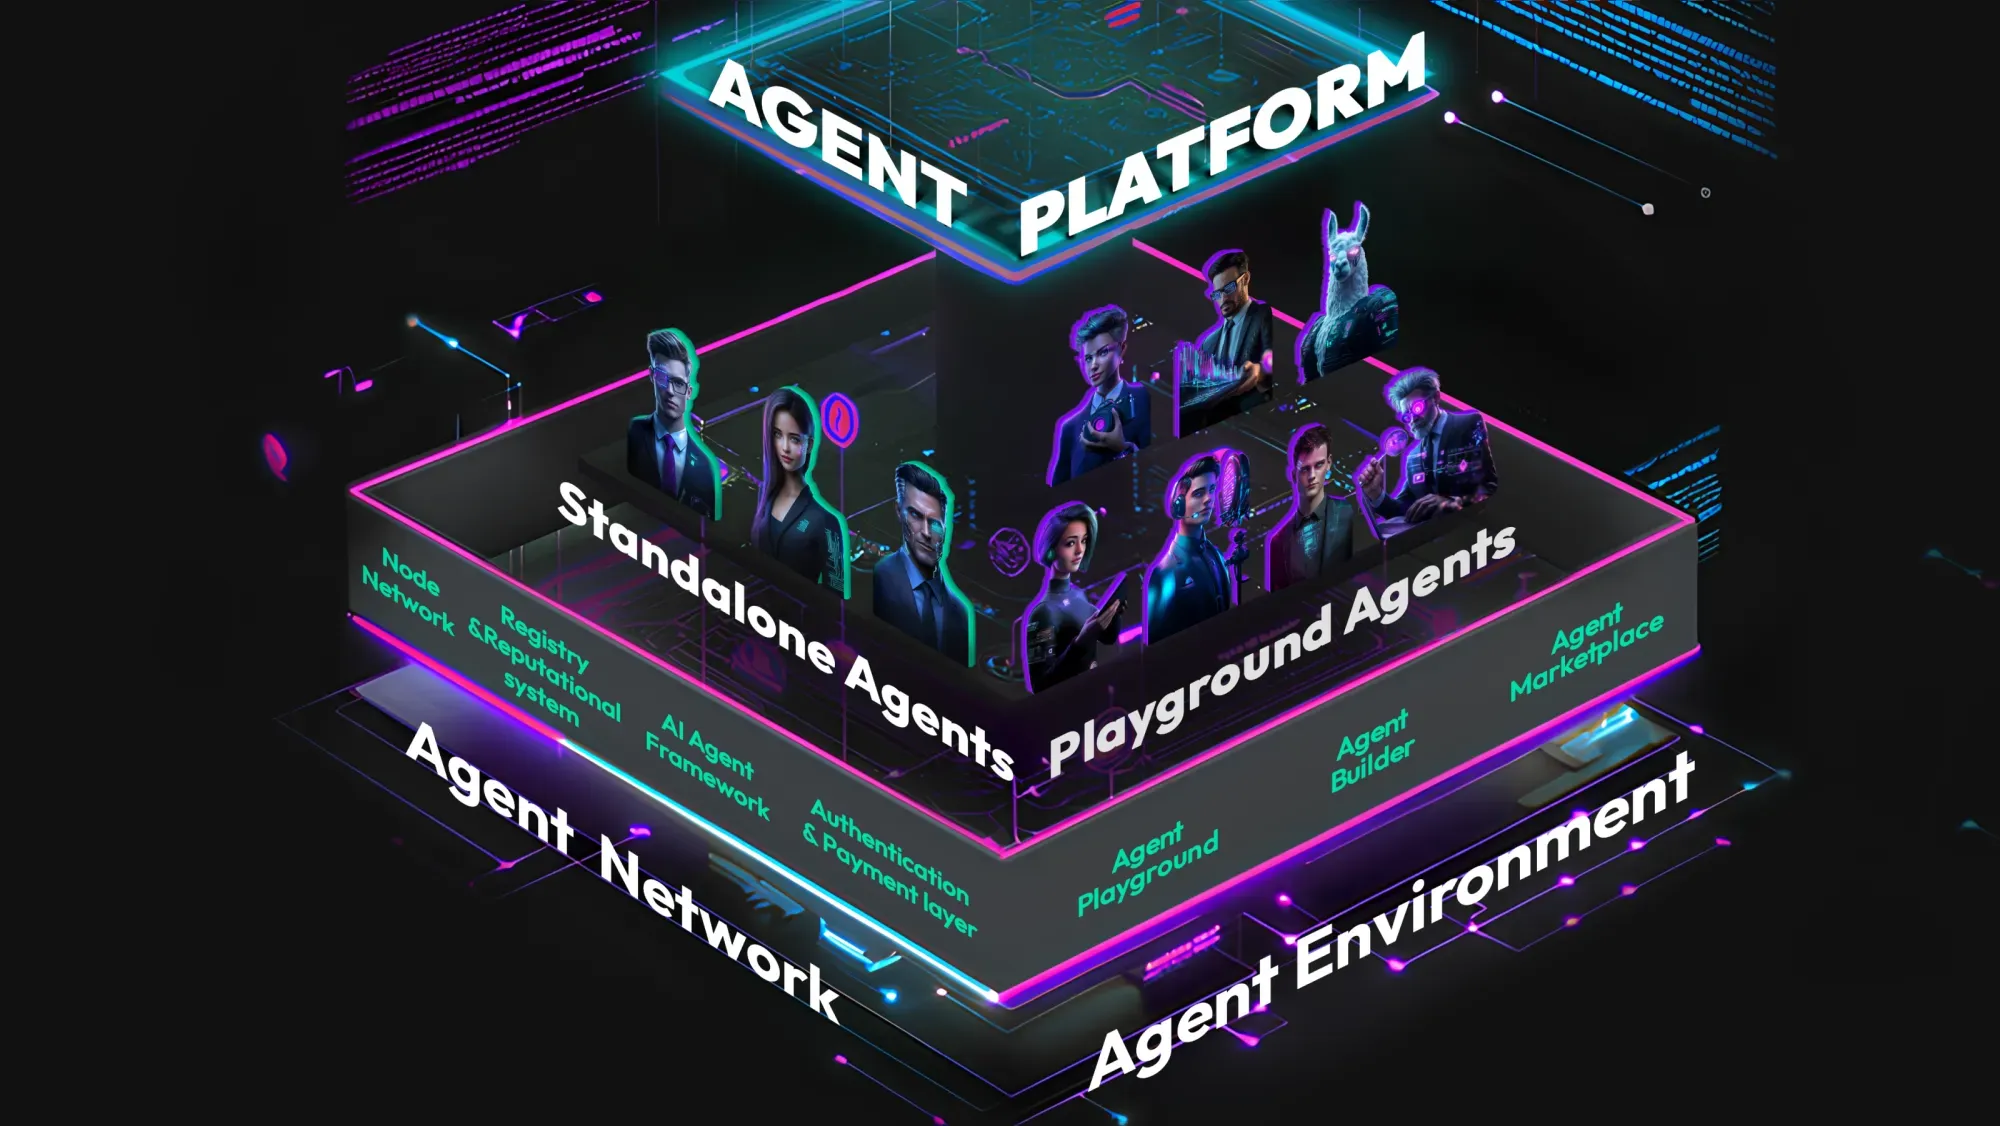 AGENT PLATFORM
Standalone Agents
Playground Agents
Node
Network
Registry
&Reputational
system
AI Agent
Framework
Authentication
& Payment layer
Agent
Playground
Agent
Builder
Agent
Marketplace
Agent Network
Agent Environment